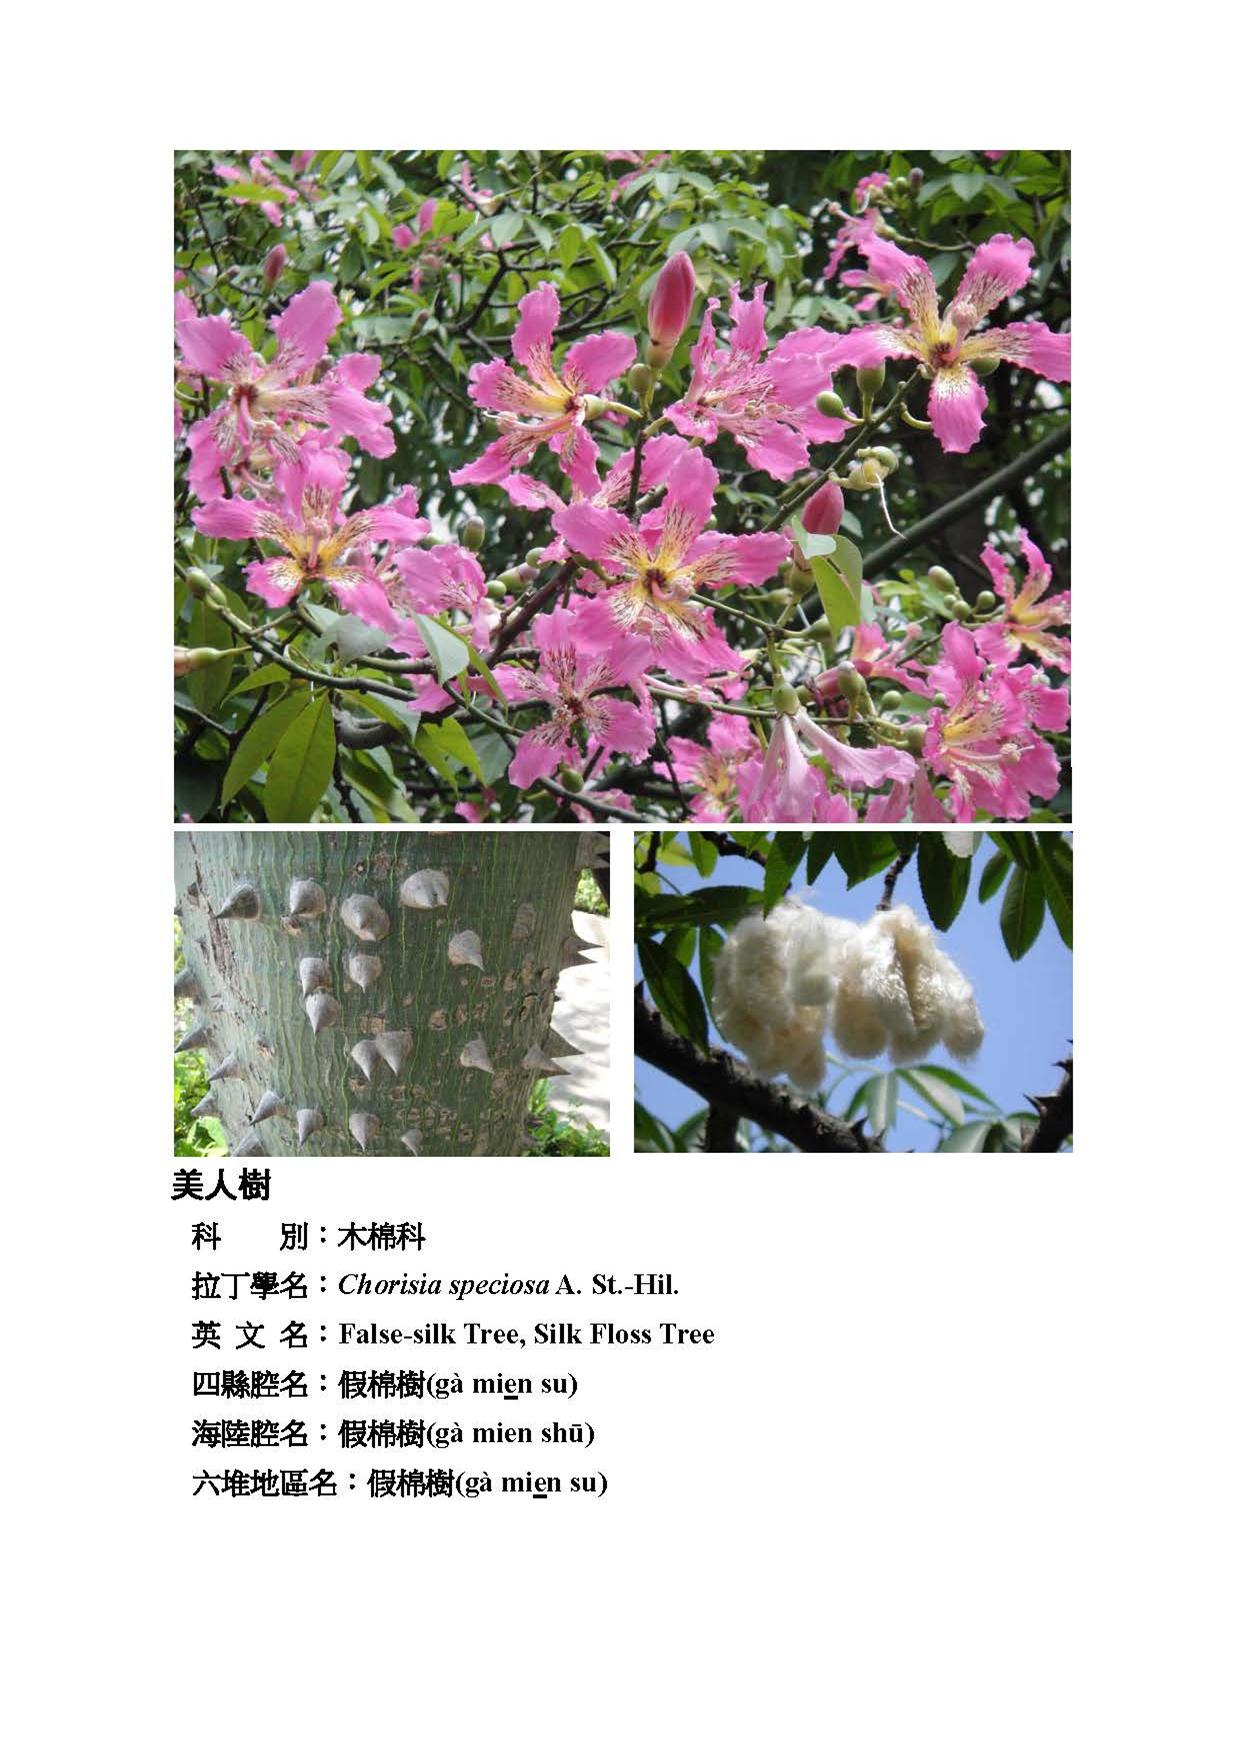 美人樹
科　　別：木棉科
拉丁學名：Chorisia speciosa A. St.-Hil.
英 文 名：False-silk Tree, Silk Floss Tree
四縣腔名：假棉樹(gà mien su)
海陸腔名：假棉樹(gà mien shū)
六堆地區名：假棉樹(gà mien su)